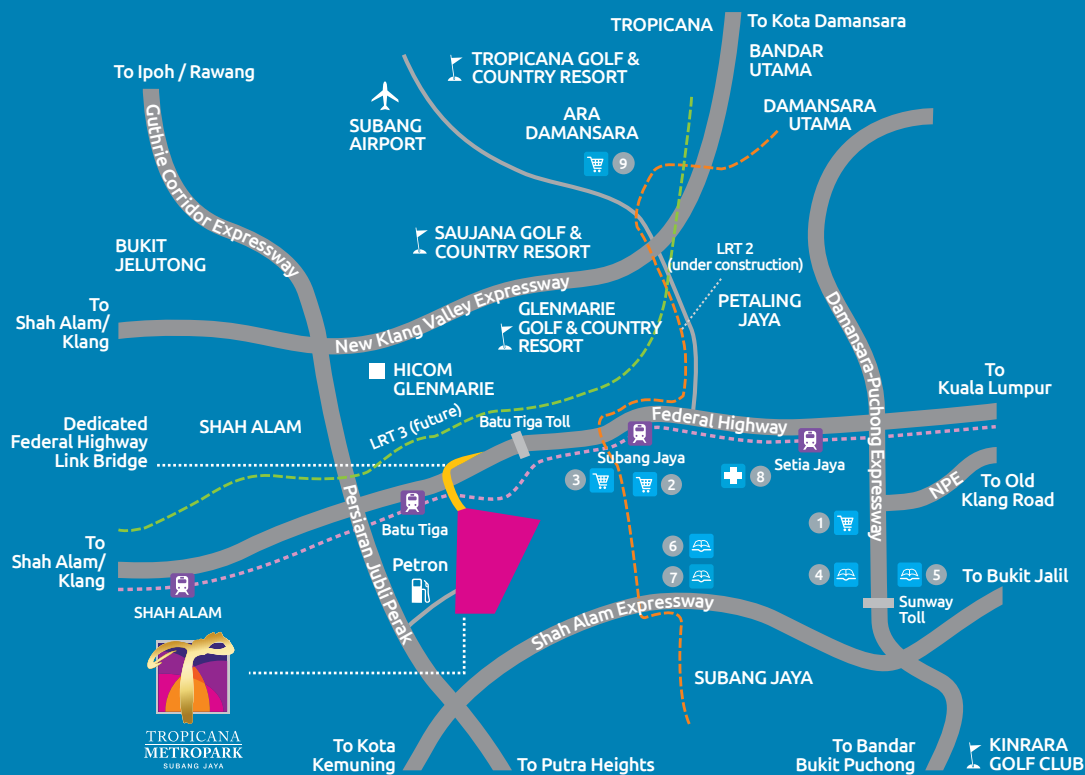 TROPICANA
To Kota Damansara
BANDAR
UTAMA
TROPICANA GOLF &
COUNTRY RESORT
To Ipoh / Rawang
SUBANG
AIRPORT
ARA
DAMANSARA
9
DAMANSARA
UTAMA
Guthrie Corridor Expressway
BUKIT
JELUTONG
SAUJANA GOLF &
COUNTRY RESORT
LRT 2
(under construction)
PETALING
JAYA
To
Shah Alam/
Klang
New Klang Valley Expressway
GLENMARIE
GOLF & COUNTRY
RESORT
Damansara-Puchong Expressway
HICOM
GLENMARIE
To
Kuala Lumpur
Dedicated
Federal Highway
Link Bridge
SHAH ALAM
LRT 3 (future)
Batu Tiga Toll
Federal Highway
Subang Jaya
Setia Jaya
3
2
8
NPE
To Old
Klang Road
Persiaran Jubli Perak
Batu Tiga
1
To
Shah Alam/
Klang
Petron
6
7
4
5
To Bukit Jalil
SHAH ALAM
Shah Alam Expressway
Sunway
Toll
SUBANG JAYA
TROPICANA
METROPARK
SUBANG JAYA
To Kota
Kemuning
To Putra Heights
To Bandar
Bukit Puchong
KINRARA
GOLF CLUB